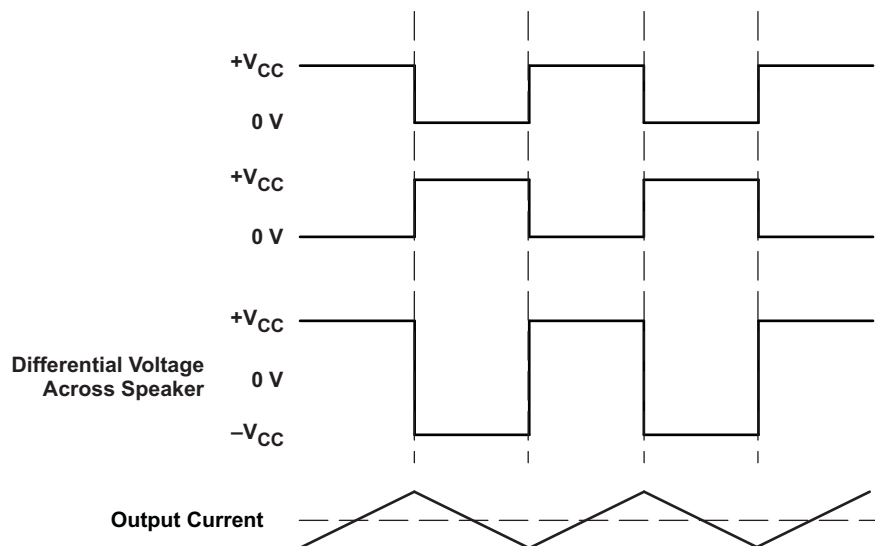 +VCC
0 V
+VCC
0 V
+VCC
Differential Voltage
Across Speaker
0 V
–VCC
Output Current